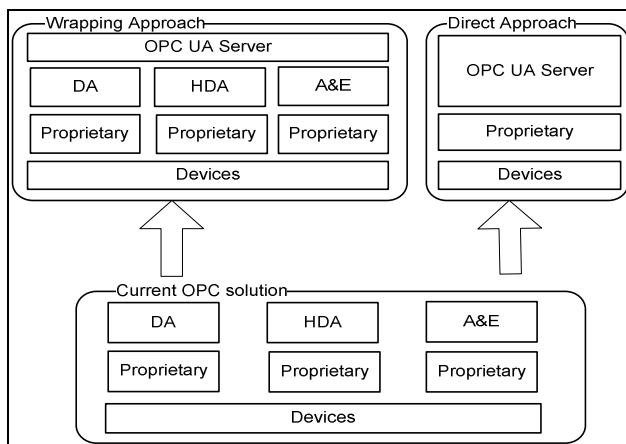 Wrapping Approach
OPC UA Server
DA HDA A&E
Proprietary Proprietary Proprietary
Devices
Direct Approach
OPC UA Server
Proprietary
Devices
Current OPC solution
DA HDA A&E
Proprietary Proprietary Proprietary
Devices